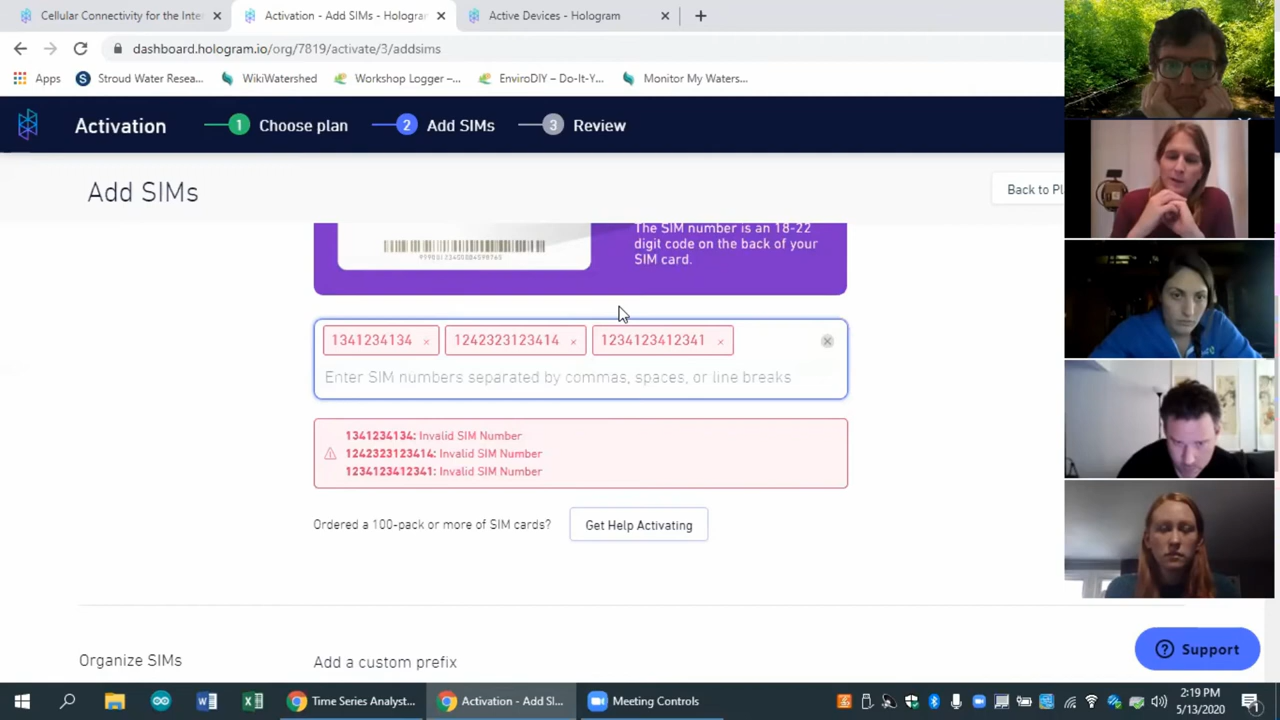 Cellular Connectivity for the Inter
Activation - Add SIMs - Hologram
Active Devices - Hologram
dashboard.hologram.io/org/7819/activate/3/addsims
Apps
Stroud Water Resea...
WikiWatershed
Workshop Logger –...
EnviroDIY – Do-It-Y...
Monitor My Waters...
Activation
1 Choose plan
2 Add SIMs
3 Review
Add SIMs
Back to Pl
The SIM number is an 18-22
digit code on the back of your
SIM card.
1341234134 ×
1242323123414 ×
1234123412341 ×
Enter SIM numbers separated by commas, spaces, or line breaks
1341234134: Invalid SIM Number
1242323123414: Invalid SIM Number
1234123412341: Invalid SIM Number
Ordered a 100-pack or more of SIM cards?
Get Help Activating
Organize SIMs
Add a custom prefix
Support
Time Series Analyst...
Activation - Add SI...
Meeting Controls
2:19 PM
5/13/2020